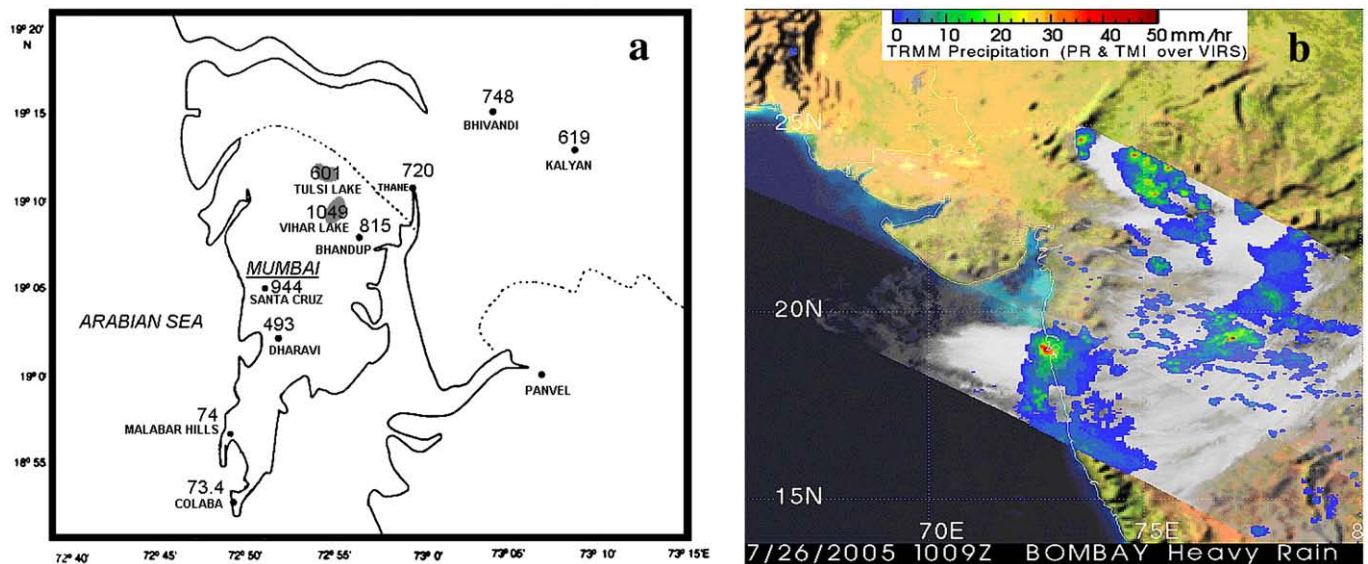 a
19° 20'
N
19° 15'
19° 10'
19° 05'
19° 0'
18° 55'
748
BHIVANDI
619
KALYAN
601
TULSI LAKE
THANE
720
1049
VIHAR LAKE
815
BHANDUP
MUMBAI
944
SANTA CRUZ
ARABIAN SEA
493
DHARAVI
PANVEL
74
MALABAR HILLS
73.4
COLABA
72° 40'
72° 45'
72° 50'
72° 55'
73° 0'
73° 05'
73° 10'
73° 15'E
b
0 10 20 30 40 50 mm/hr
TRMM Precipitation (PR & TMI over VIRS)
25N
20N
15N
70E 75E 8
7/26/2005 1009Z BOMBAY Heavy Rain